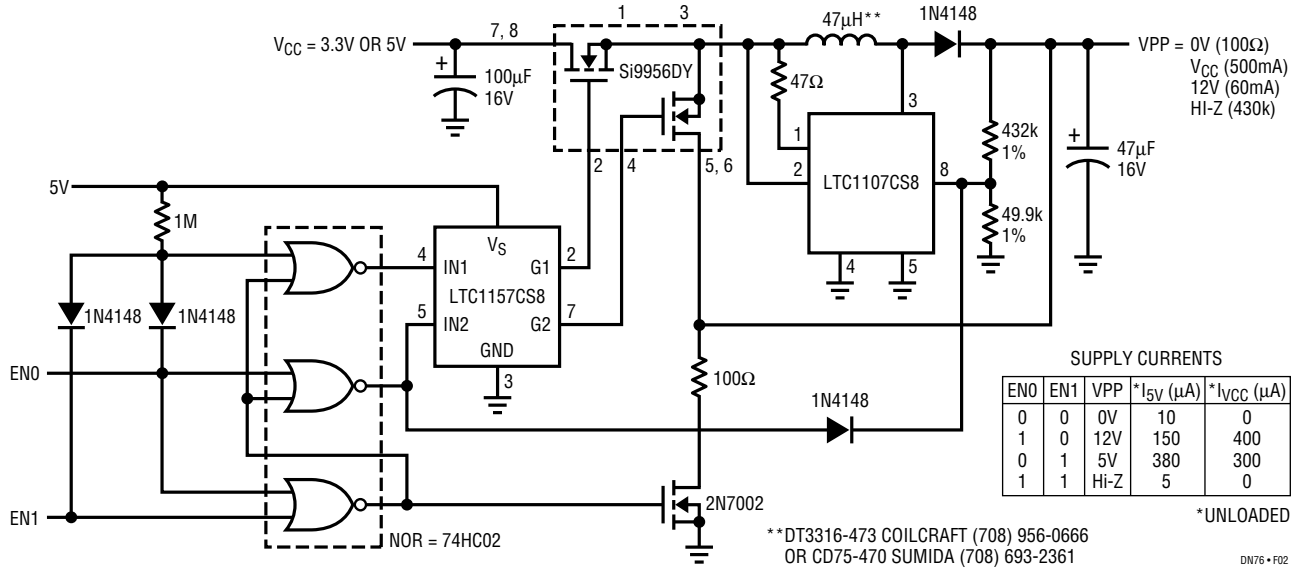 1 3
47µH** 1N4148
VCC = 3.3V OR 5V
7, 8
VPP = 0V (100Ω)
VCC (500mA)
12V (60mA)
HI-Z (430k)
+
100µF
16V
Si9956DY
47Ω
3
1
2
LTC1107CS8
8
432k
1%
+
47µF
16V
49.9k
1%
2 4 5, 6
4 5
5V
1M
VS
4 IN1 G1 2
LTC1157CS8
5 IN2 G2 7
GND
3
1N4148 1N4148
EN0
100Ω
1N4148
EN1
NOR = 74HC02
2N7002
SUPPLY CURRENTS
EN0 EN1 VPP *I5V (µA) *IVCC (µA)
0 0 0V 10 0
1 0 12V 150 400
0 1 5V 380 300
1 1 Hi-Z 5 0
*UNLOADED
**DT3316-473 COILCRAFT (708) 956-0666
OR CD75-470 SUMIDA (708) 693-2361
DN76 • F02